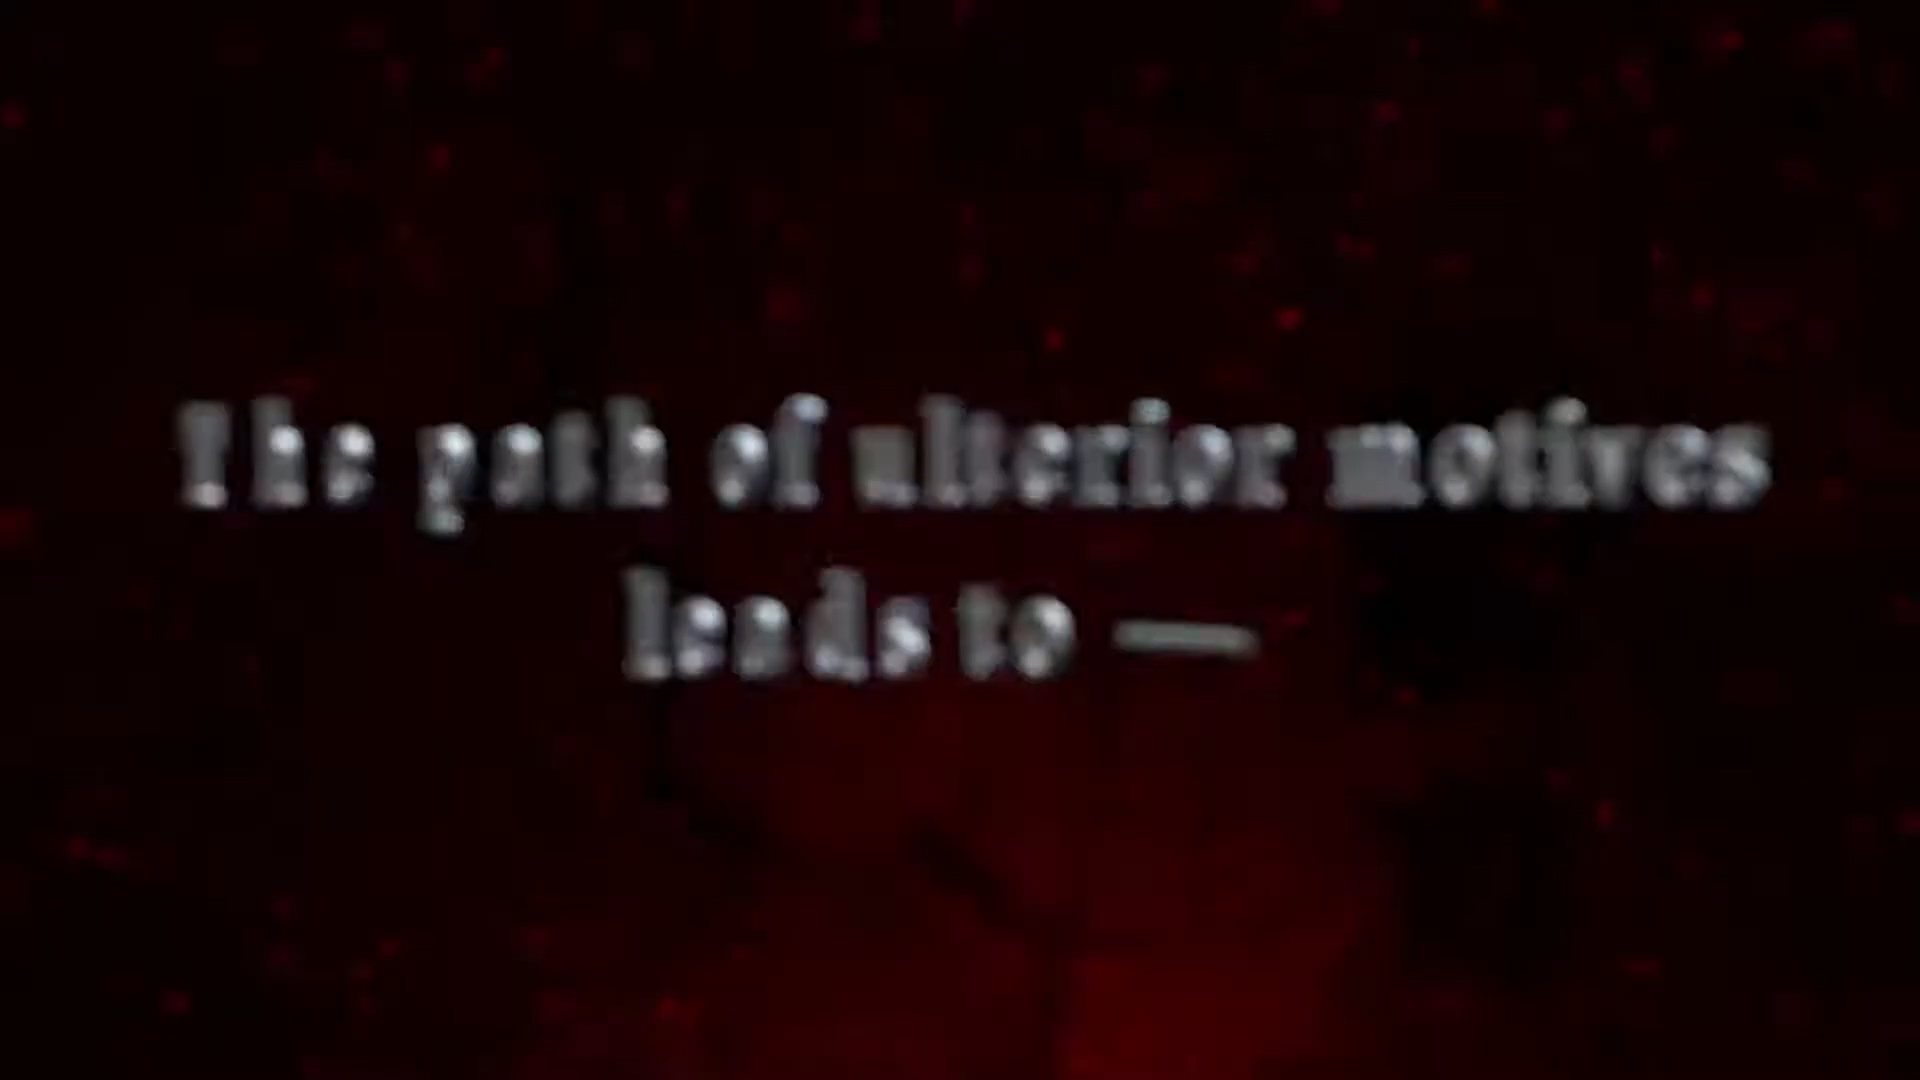 The path of ulterior motives
leads to —